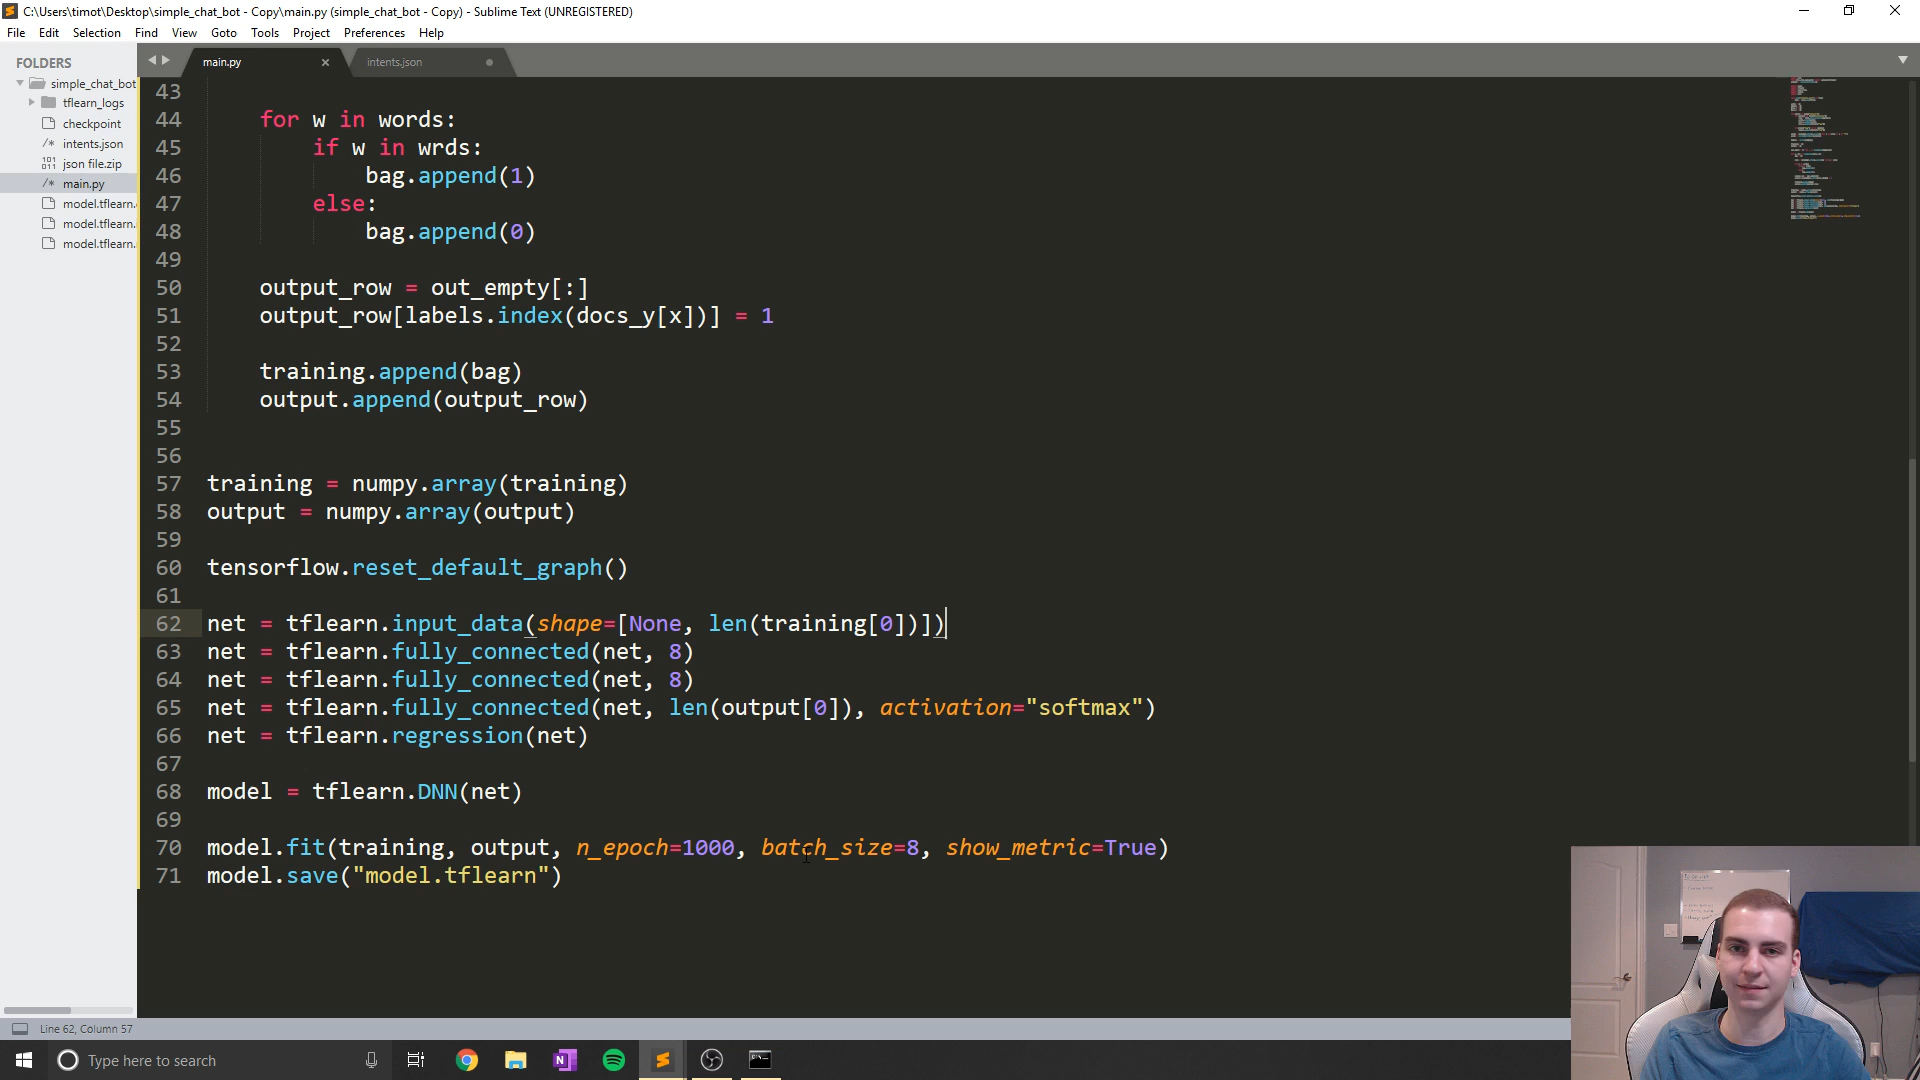 C:\Users\timot\Desktop\simple_chat_bot - Copy\main.py (simple_chat_bot - Copy) - Sublime Text (UNREGISTERED)
File Edit Selection Find View Goto Tools Project Preferences Help
FOLDERS
simple_chat_bot
tflearn_logs
checkpoint
/* intents.json
json file.zip
/* main.py
model.tflearn.
model.tflearn.
model.tflearn.
main.py
intents.json
43
44 for w in words:
45 if w in wrds:
46 bag.append(1)
47 else:
48 bag.append(0)
49
50 output_row = out_empty[:]
51 output_row[labels.index(docs_y[x])] = 1
52
53 training.append(bag)
54 output.append(output_row)
55
56
57 training = numpy.array(training)
58 output = numpy.array(output)
59
60 tensorflow.reset_default_graph()
61
62 net = tflearn.input_data(shape=[None, len(training[0])])
63 net = tflearn.fully_connected(net, 8)
64 net = tflearn.fully_connected(net, 8)
65 net = tflearn.fully_connected(net, len(output[0]), activation="softmax")
66 net = tflearn.regression(net)
67
68 model = tflearn.DNN(net)
69
70 model.fit(training, output, n_epoch=1000, batch_size=8, show_metric=True)
71 model.save("model.tflearn")
Line 62, Column 57
Type here to search